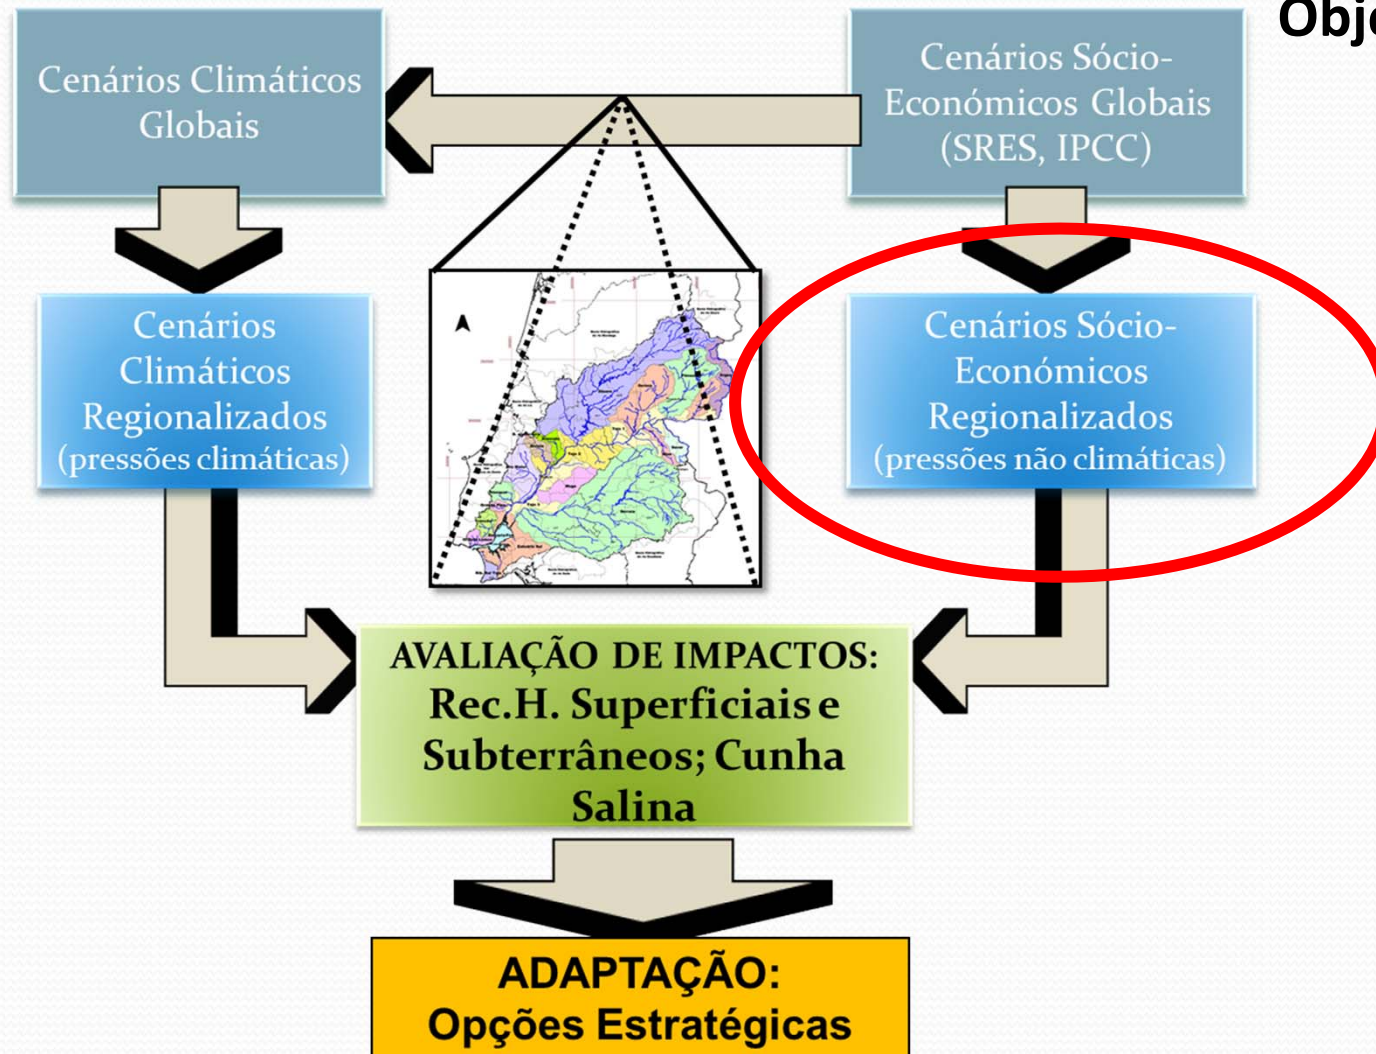 Obje
Cenários Climáticos
Globais
Cenários Sócio-
Económicos Globais
(SRES, IPCC)
Cenários
Climáticos
Regionalizados
(pressões climáticas)
Cenários Sócio-
Económicos
Regionalizados
(pressões não climáticas)
AVALIAÇÃO DE IMPACTOS:
Rec.H. Superficiais e
Subterrâneos; Cunha
Salina
ADAPTAÇÃO:
Opções Estratégicas